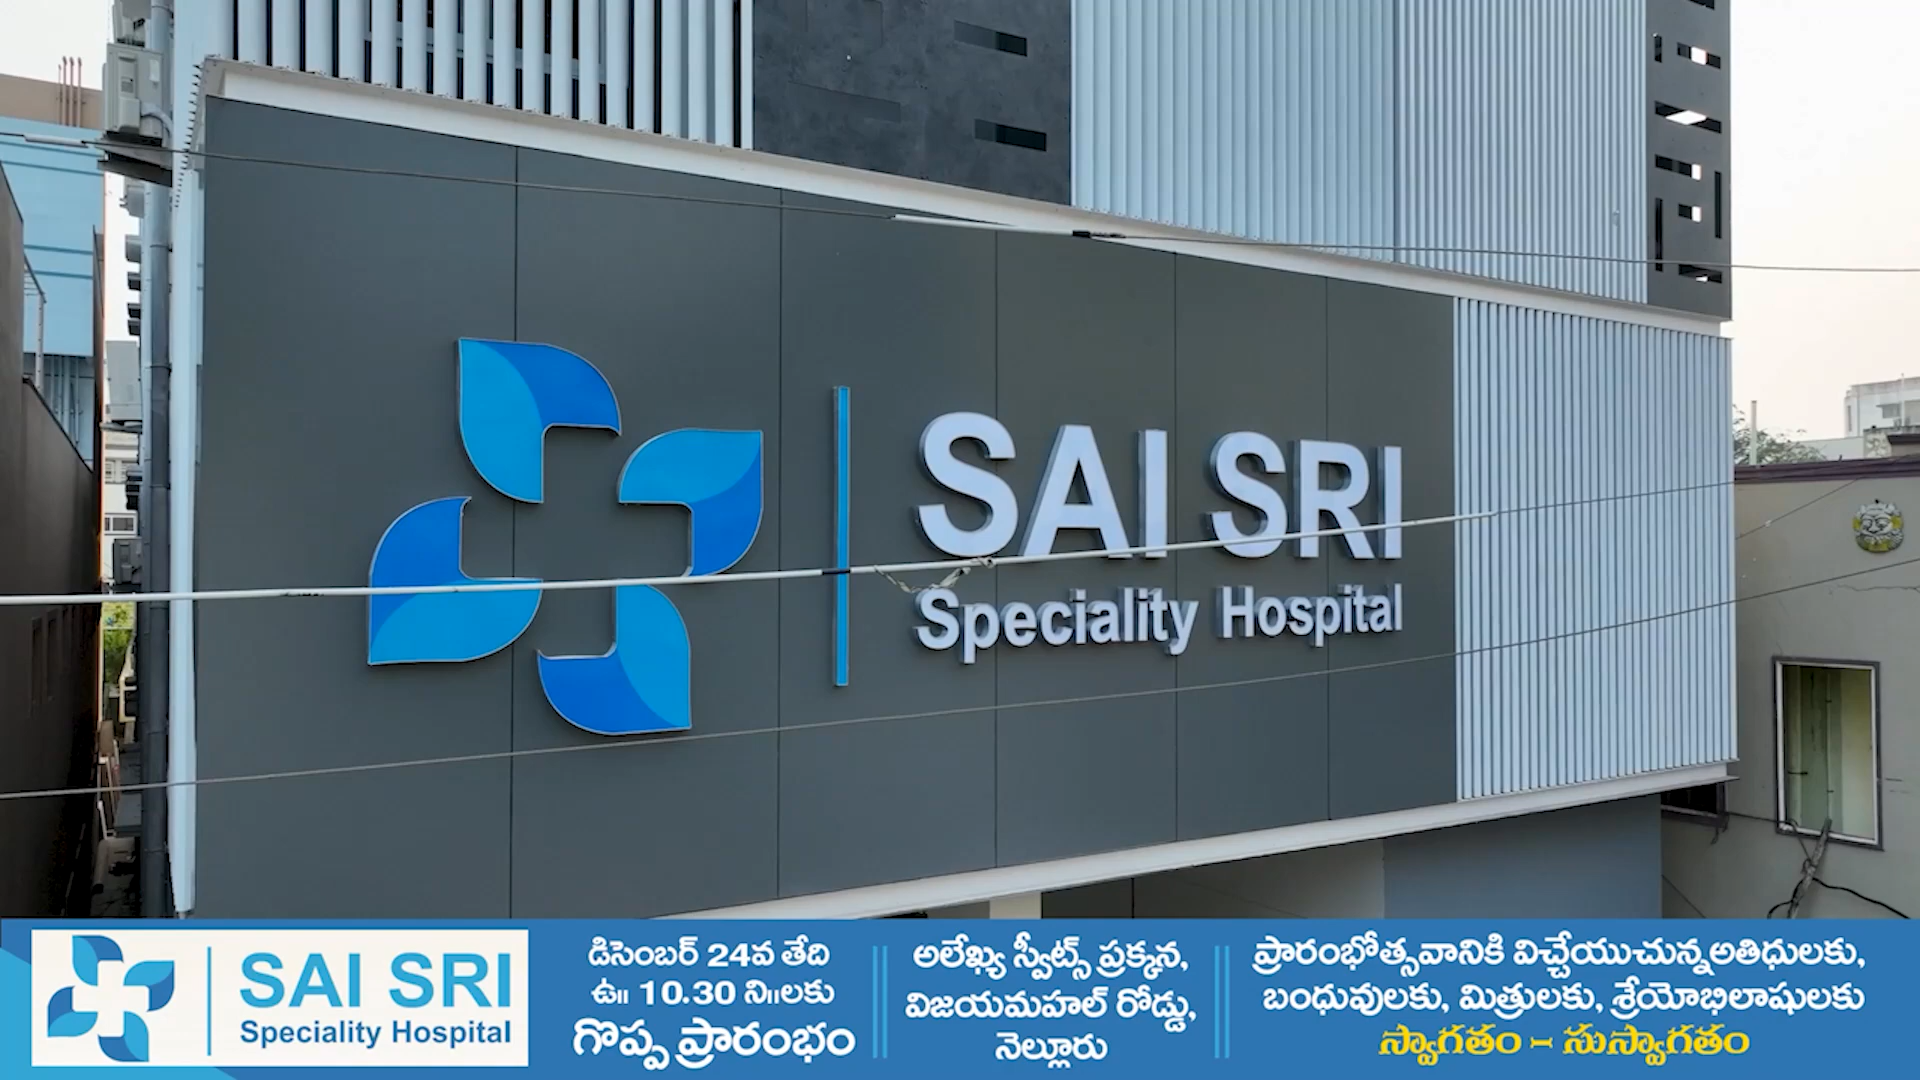 SAI SRI
Speciality Hospital
SAI SRI
Speciality Hospital
డిసెంబర్ 24వ తేది
ఉ॥ 10.30 ని॥లకు
గొప్ప ప్రారంభం
అలేఖ్య స్వీట్స్ ప్రక్కన,
విజయమహల్ రోడ్డు,
నెల్లూరు
ప్రారంభోత్సవానికి విచ్చేయుచున్నఅతిధులకు,
బంధువులకు, మిత్రులకు, శ్రేయోభిలాషులకు
స్వాగతం - సుస్వాగతం